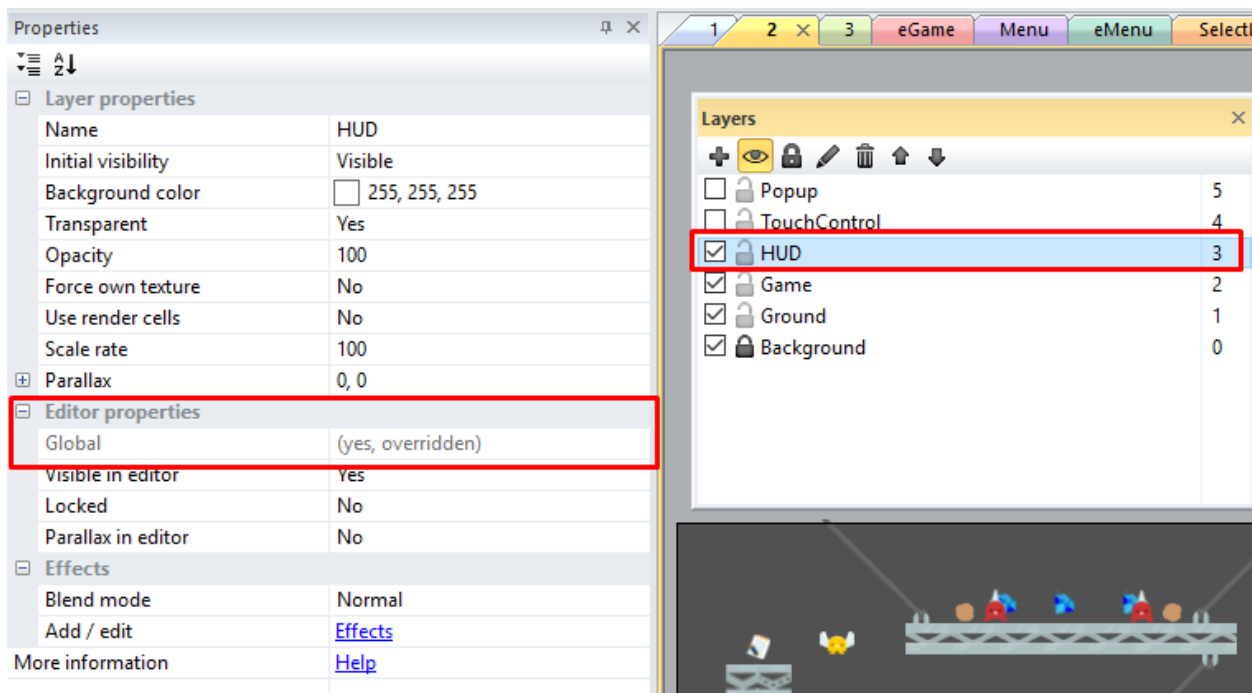 Properties
Layer properties
Name HUD
Initial visibility Visible
Background color 255, 255, 255
Transparent Yes
Opacity 100
Force own texture No
Use render cells No
Scale rate 100
Parallax 0, 0
Editor properties
Global (yes, overridden)
Visible in editor Yes
Locked No
Parallax in editor No
Effects
Blend mode Normal
Add / edit Effects
More information Help
1 2 3 eGame Menu eMenu Select
Layers
Popup 5
TouchControl 4
HUD 3
Game 2
Ground 1
Background 0